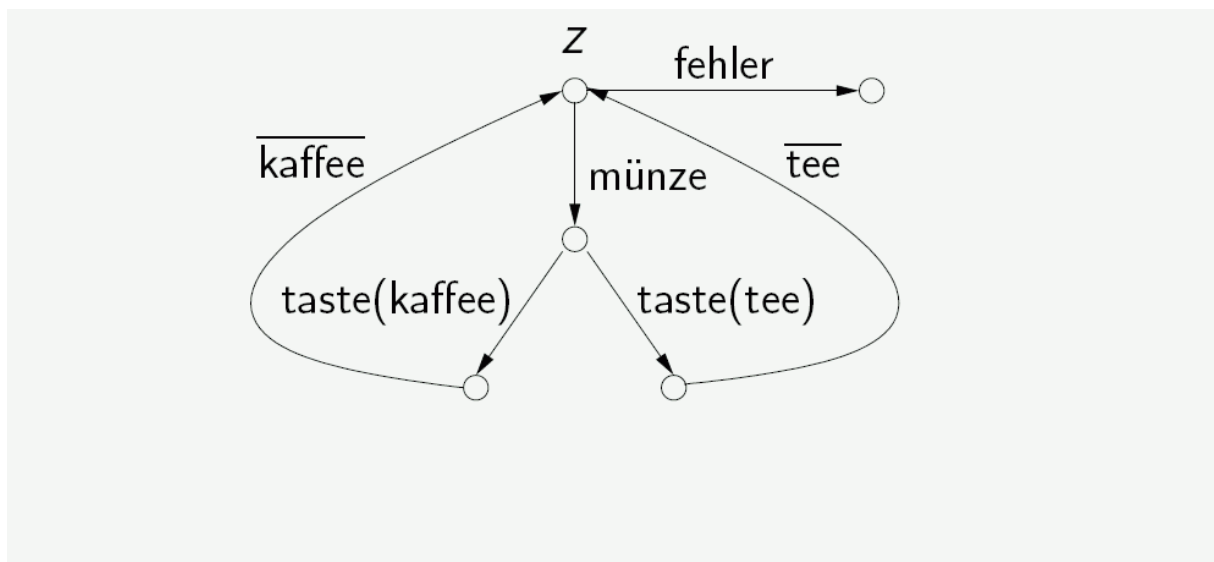 z
fehler
kaffee
tee
münze
taste(kaffee)
taste(tee)